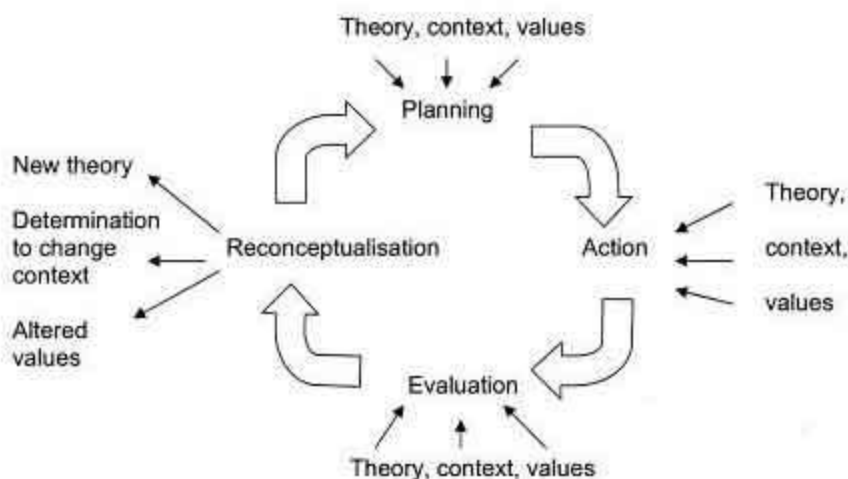 Theory, context, values
Planning
New theory
Determination
to change
context
Reconceptualisation
Action
Theory,
context,
values
Altered
values
Evaluation
Theory, context, values